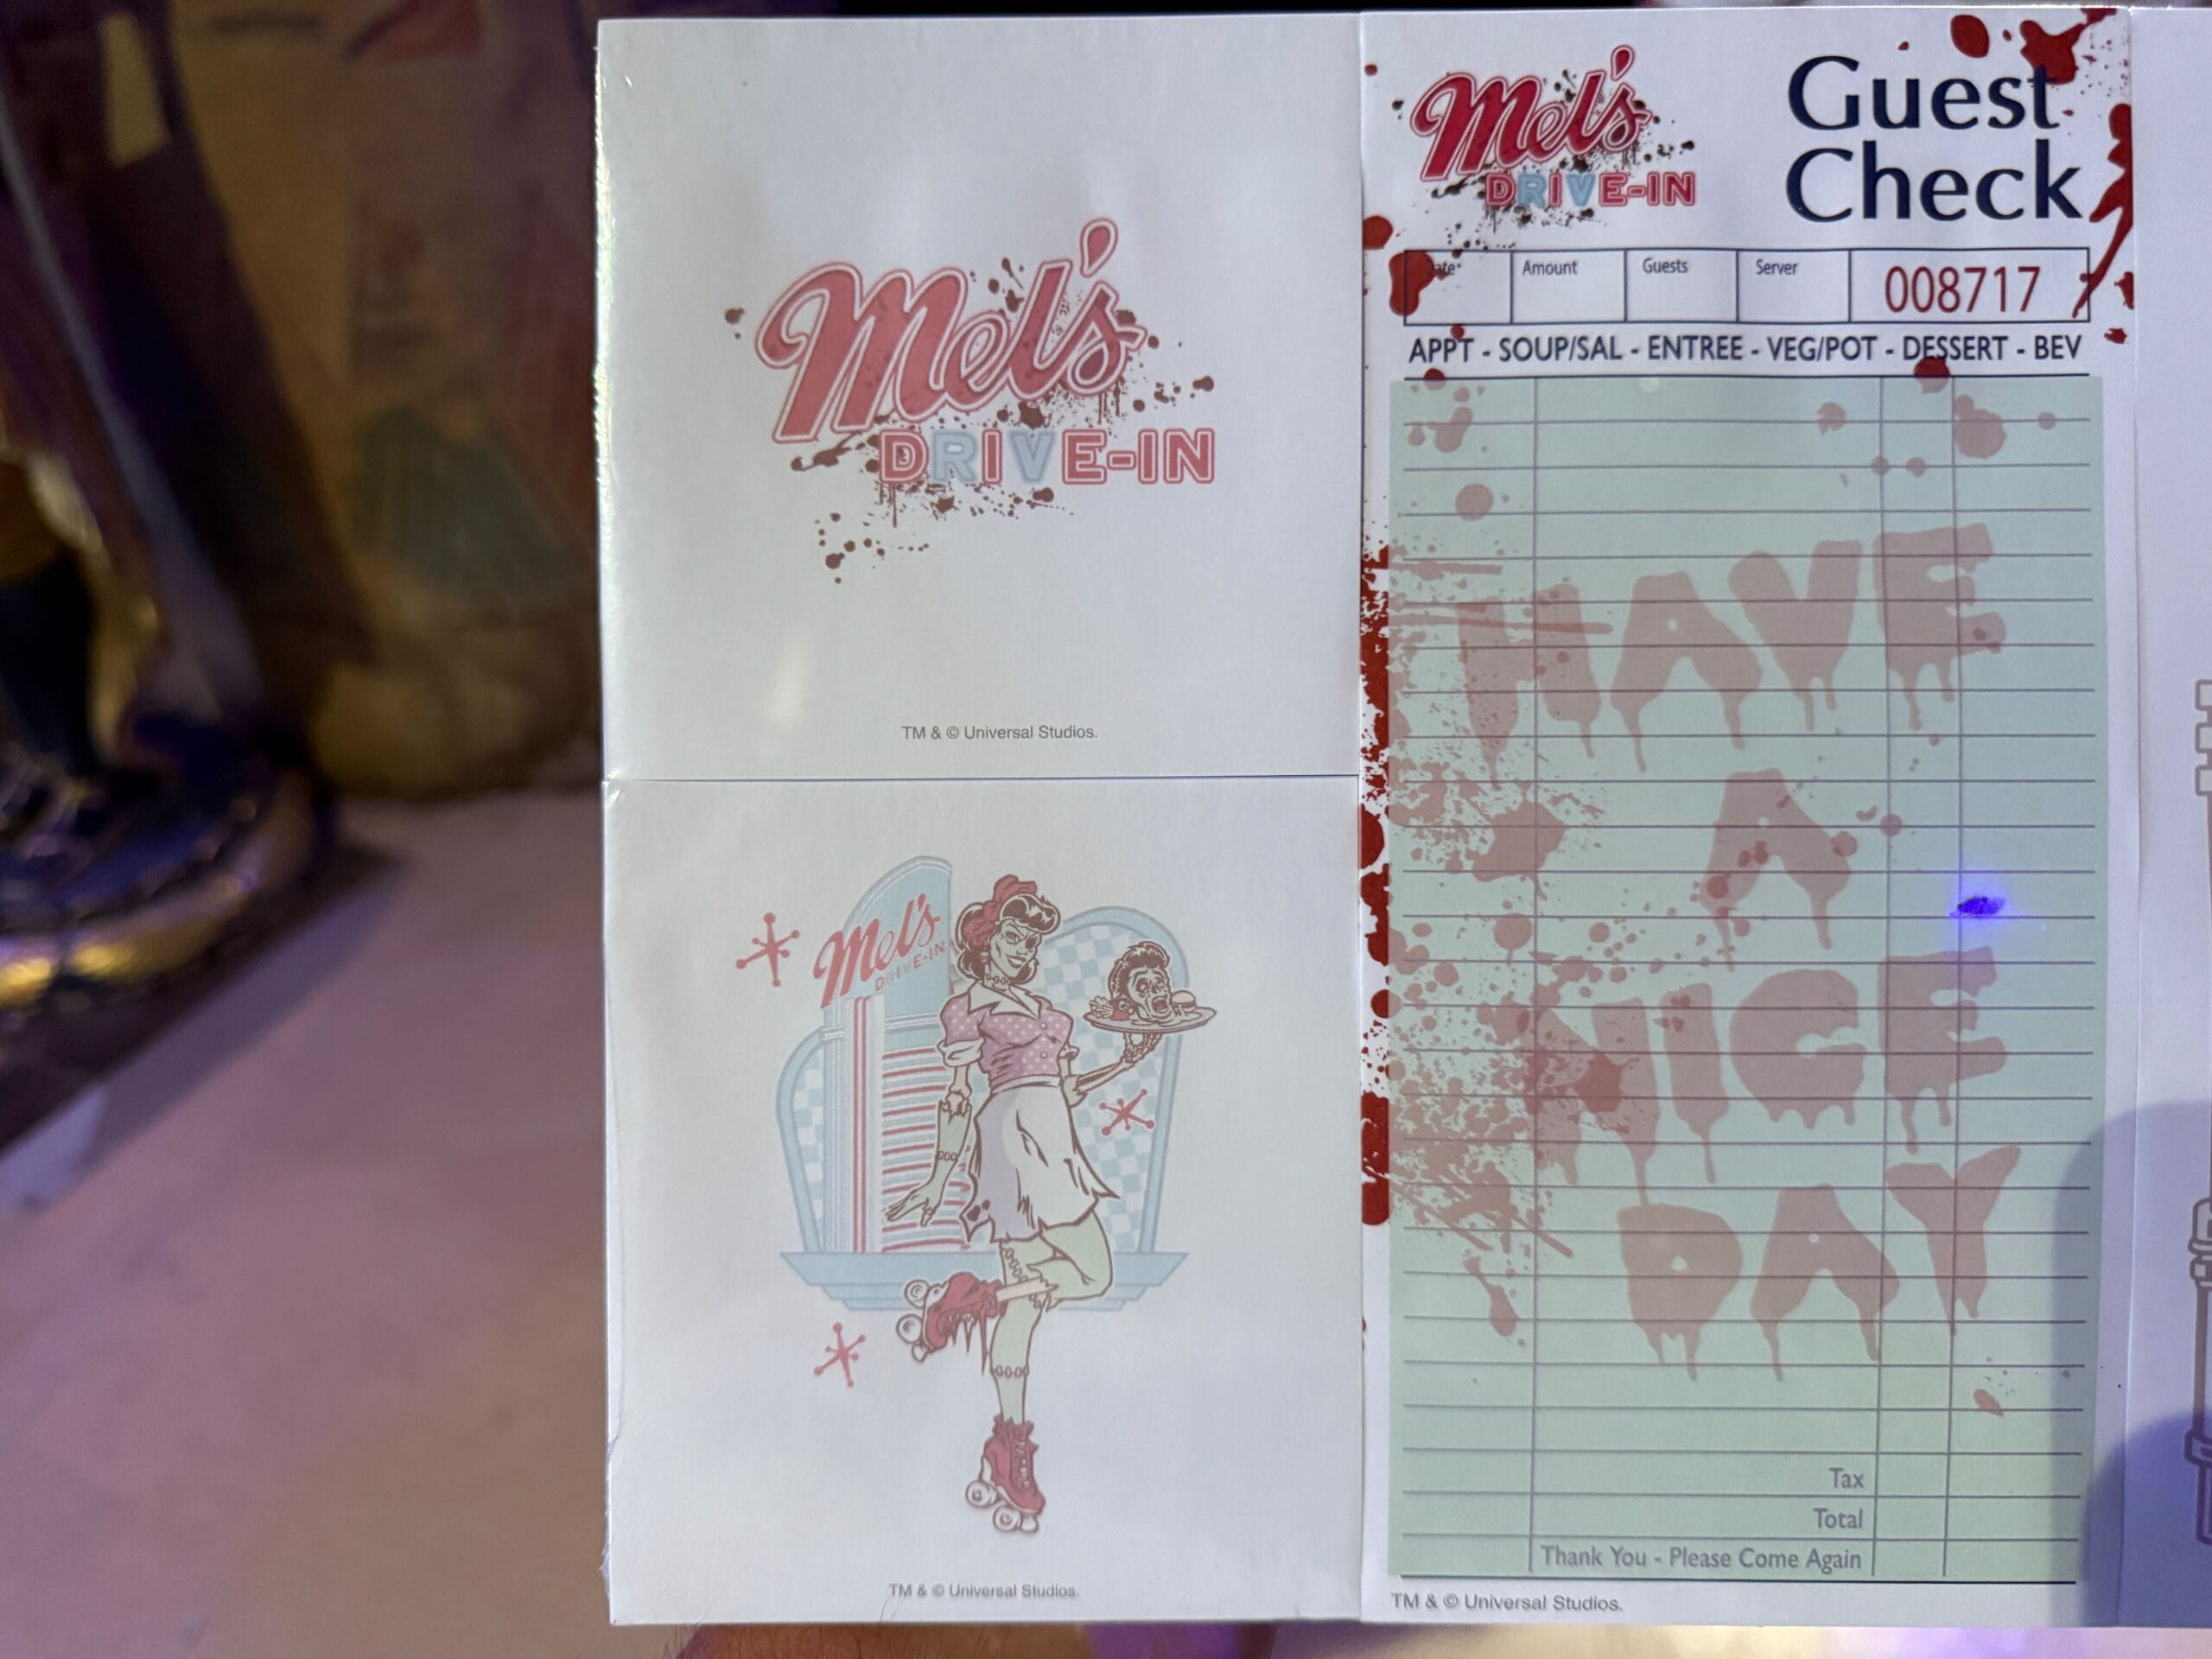 Mel's
DRIVE-IN
TM & © Universal Studios.
Mel's
DRIVE-IN
TM & © Universal Studios.
Mel's
DRIVE-IN
Guest
Check
Date
Amount
Guests
Server
008717
APPT - SOUP/SAL - ENTREE - VEG/POT - DESSERT - BEV
HAVE
A
NICE
DAY
Tax
Total
Thank You - Please Come Again
TM & © Universal Studios.